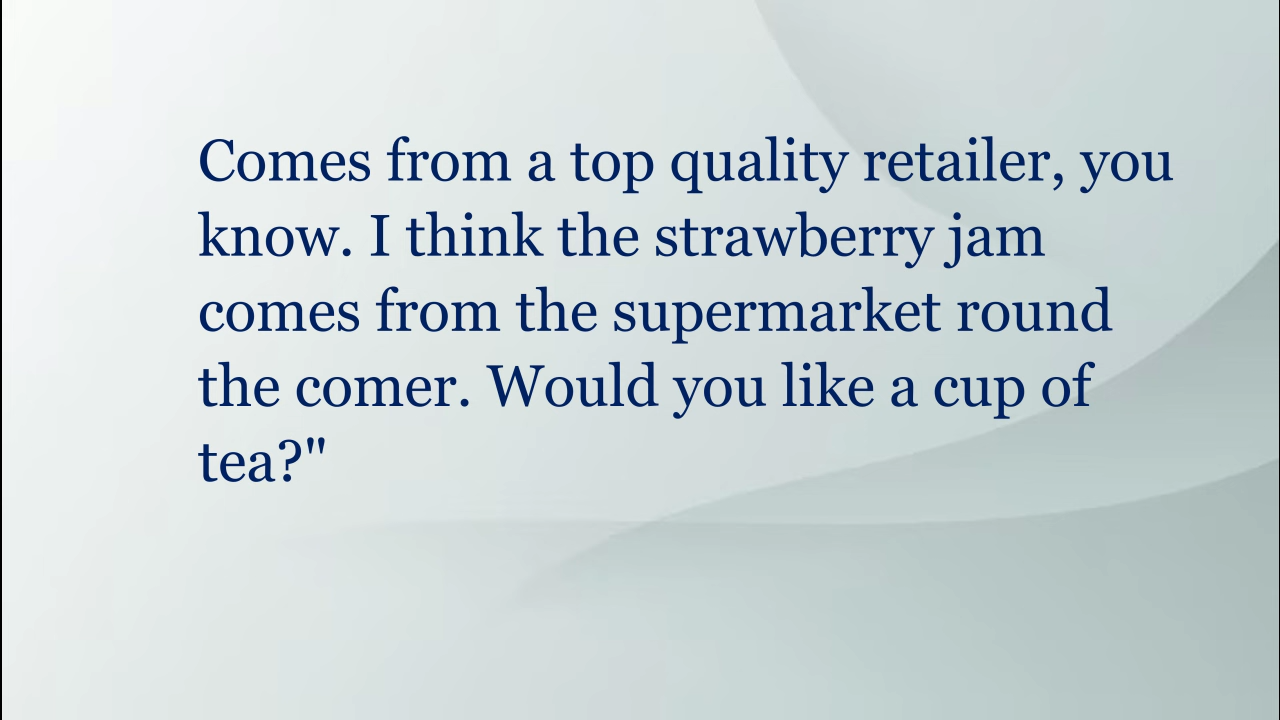 Comes from a top quality retailer, you
know. I think the strawberry jam
comes from the supermarket round
the comer. Would you like a cup of
tea?"